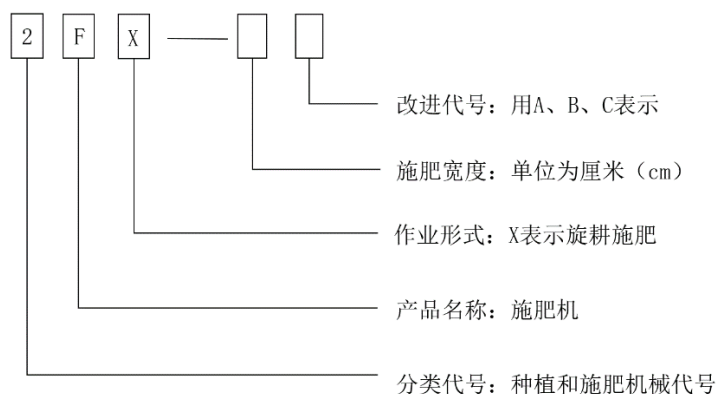 2 F X
改进代号：用A、B、C表示
施肥宽度：单位为厘米（cm）
作业形式：X表示旋耕施肥
产品名称：施肥机
分类代号：种植和施肥机械代号